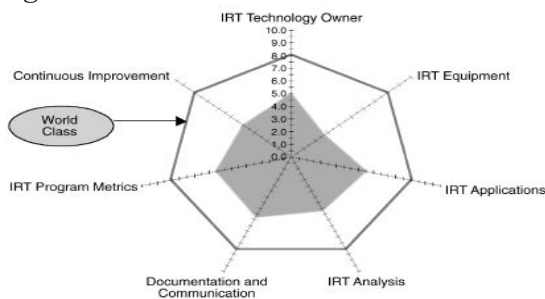 IRT Technology Owner
10.0
9.0
8.0
7.0
6.0
5.0
4.0
3.0
2.0
1.0
0.0
Continuous Improvement
IRT Equipment
World
Class
IRT Program Metrics
IRT Applications
Documentation and
Communication
IRT Analysis